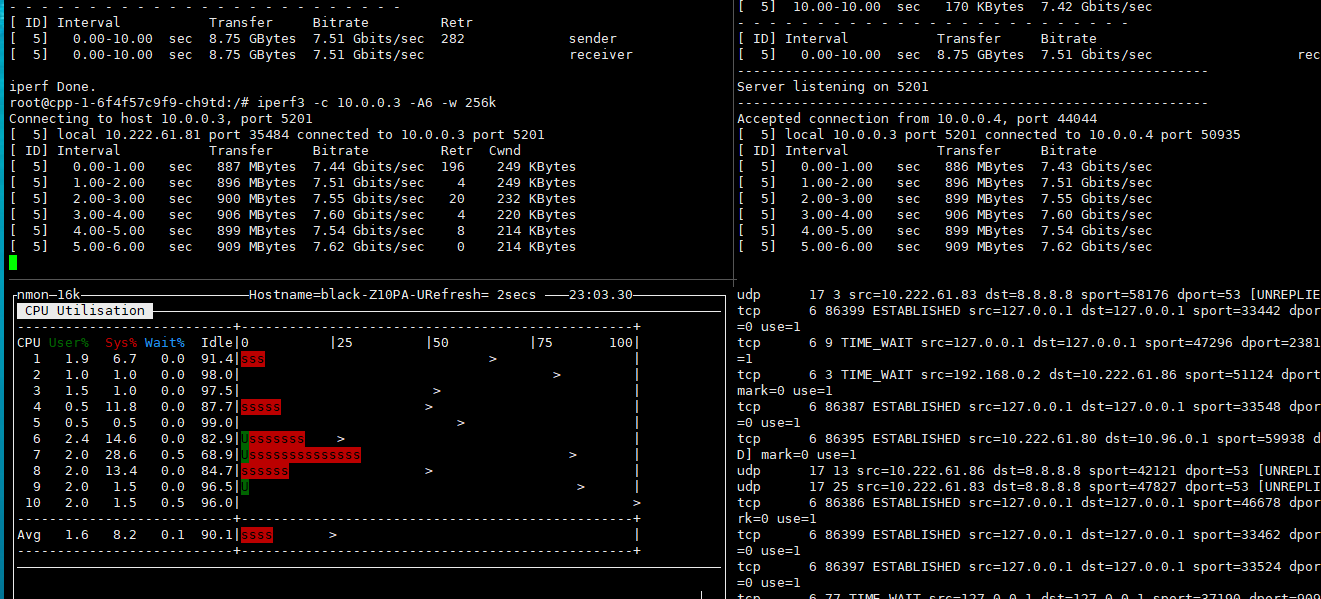 - - - - - - - - - - - - - - - - - - - - - - - - -
[ ID] Interval           Transfer     Bitrate         Retr
[  5]   0.00-10.00  sec  8.75 GBytes  7.51 Gbits/sec  282             sender
[  5]   0.00-10.00  sec  8.75 GBytes  7.51 Gbits/sec                  receiver
iperf Done.
root@cpp-1-6f4f57c9f9-ch9td:/# iperf3 -c 10.0.0.3 -A6 -w 256k
Connecting to host 10.0.0.3, port 5201
[  5] local 10.222.61.81 port 35484 connected to 10.0.0.3 port 5201
[ ID] Interval           Transfer     Bitrate         Retr  Cwnd
[  5]   0.00-1.00   sec   887 MBytes  7.44 Gbits/sec  196    249 KBytes
[  5]   1.00-2.00   sec   896 MBytes  7.51 Gbits/sec    4    249 KBytes
[  5]   2.00-3.00   sec   900 MBytes  7.55 Gbits/sec   20    232 KBytes
[  5]   3.00-4.00   sec   906 MBytes  7.60 Gbits/sec    4    220 KBytes
[  5]   4.00-5.00   sec   899 MBytes  7.54 Gbits/sec    8    214 KBytes
[  5]   5.00-6.00   sec   909 MBytes  7.62 Gbits/sec    0    214 KBytes
[  5]  10.00-10.00  sec   170 KBytes  7.42 Gbits/sec
- - - - - - - - - - - - - - - - - - - - - - - - -
[ ID] Interval           Transfer     Bitrate
[  5]   0.00-10.00  sec  8.75 GBytes  7.51 Gbits/sec                  rec
-----------------------------------------------------------
Server listening on 5201
-----------------------------------------------------------
Accepted connection from 10.0.0.4, port 44044
[  5] local 10.0.0.3 port 5201 connected to 10.0.0.4 port 50935
[ ID] Interval           Transfer     Bitrate
[  5]   0.00-1.00   sec   886 MBytes  7.43 Gbits/sec
[  5]   1.00-2.00   sec   896 MBytes  7.51 Gbits/sec
[  5]   2.00-3.00   sec   899 MBytes  7.55 Gbits/sec
[  5]   3.00-4.00   sec   906 MBytes  7.60 Gbits/sec
[  5]   4.00-5.00   sec   899 MBytes  7.54 Gbits/sec
[  5]   5.00-6.00   sec   909 MBytes  7.62 Gbits/sec
nmon─16k─────Hostname=black-Z10PA-URefresh= 2secs ───23:03.30─
CPU Utilisation
---------------------------+-------------------------------------------------+
CPU User% Sys% Wait% Idle|0 |25 |50 |75 100|
1 1.9 6.7 0.0 91.4|sss > |
2 1.0 1.0 0.0 98.0| > |
3 1.5 1.0 0.0 97.5| > |
4 0.5 11.8 0.0 87.7|sssss > |
5 0.5 0.5 0.0 99.0| > |
6 2.4 14.6 0.0 82.9|Usssssss > |
7 2.0 28.6 0.5 68.9|Ussssssssssssss > |
8 2.0 13.4 0.0 84.7|ssssss > |
9 2.0 1.5 0.0 96.5|U > |
10 2.0 1.5 0.5 96.0| >
---------------------------+-------------------------------------------------+
Avg 1.6 8.2 0.1 90.1|ssss > |
---------------------------+-------------------------------------------------+
udp      17 3 src=10.222.61.83 dst=8.8.8.8 sport=58176 dport=53 [UNREPLIE
tcp      6 86399 ESTABLISHED src=127.0.0.1 dst=127.0.0.1 sport=33442 dpor
=0 use=1
tcp      6 9 TIME_WAIT src=127.0.0.1 dst=127.0.0.1 sport=47296 dport=2381
=1
tcp      6 3 TIME_WAIT src=192.168.0.2 dst=10.222.61.86 sport=51124 dport
mark=0 use=1
tcp      6 86387 ESTABLISHED src=127.0.0.1 dst=127.0.0.1 sport=33548 dpor
=0 use=1
tcp      6 86395 ESTABLISHED src=10.222.61.80 dst=10.96.0.1 sport=59938 d
D] mark=0 use=1
udp      17 13 src=10.222.61.86 dst=8.8.8.8 sport=42121 dport=53 [UNREPLI
udp      17 25 src=10.222.61.83 dst=8.8.8.8 sport=47827 dport=53 [UNREPLI
tcp      6 86386 ESTABLISHED src=127.0.0.1 dst=127.0.0.1 sport=46678 dpor
rk=0 use=1
tcp      6 86399 ESTABLISHED src=127.0.0.1 dst=127.0.0.1 sport=33462 dpor
=0 use=1
tcp      6 86397 ESTABLISHED src=127.0.0.1 dst=127.0.0.1 sport=33524 dpor
=0 use=1
tcp      6 77 TIME_WAIT src=127.0.0.1 dst=127.0.0.1 sport=37190 dport=909